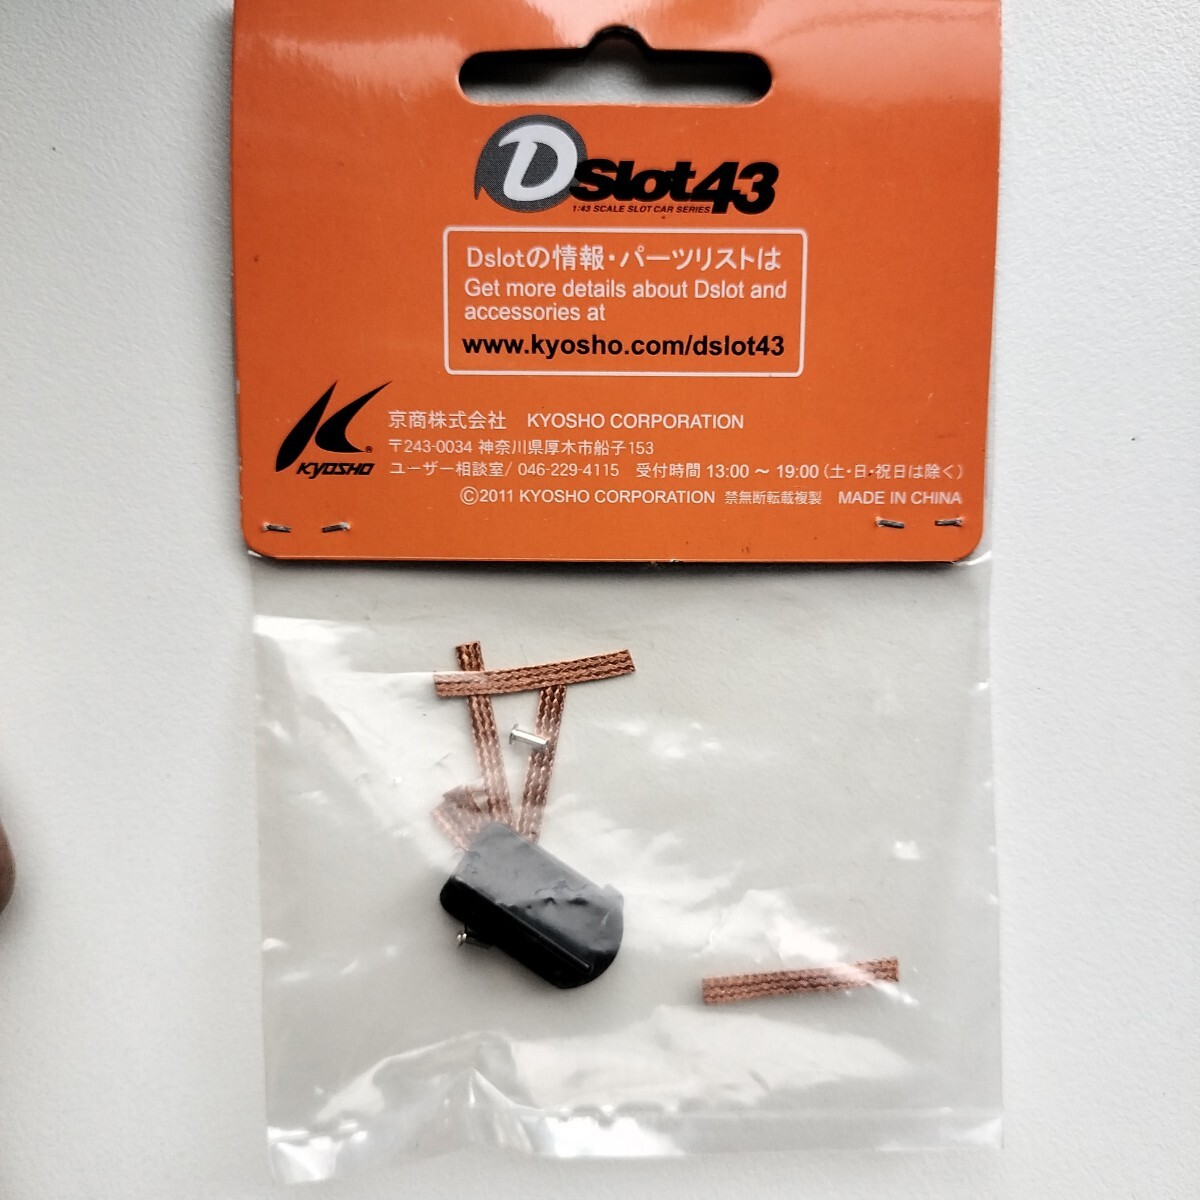 DSlot43
1:43 SCALE SLOT CAR SERIES
Dslotの情報・パーツリストは
Get more details about Dslot and
accessories at
www.kyosho.com/dslot43
KYOSHO®
京商株式会社 KYOSHO CORPORATION
〒243-0034 神奈川県厚木市船子153
ユーザー相談室/ 046-229-4115 受付時間 13:00 〜 19:00 (土・日・祝日は除く)
©2011 KYOSHO CORPORATION 禁無断転載複製 MADE IN CHINA